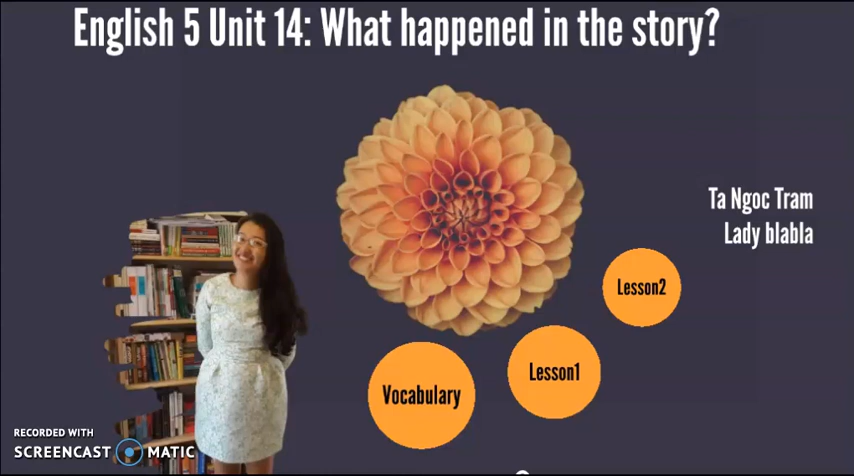 English 5 Unit 14: What happened in the story?
Ta Ngoc Tram
Lady blabla
Lesson2
Lesson1
Vocabulary
RECORDED WITH
SCREENCAST MATIC